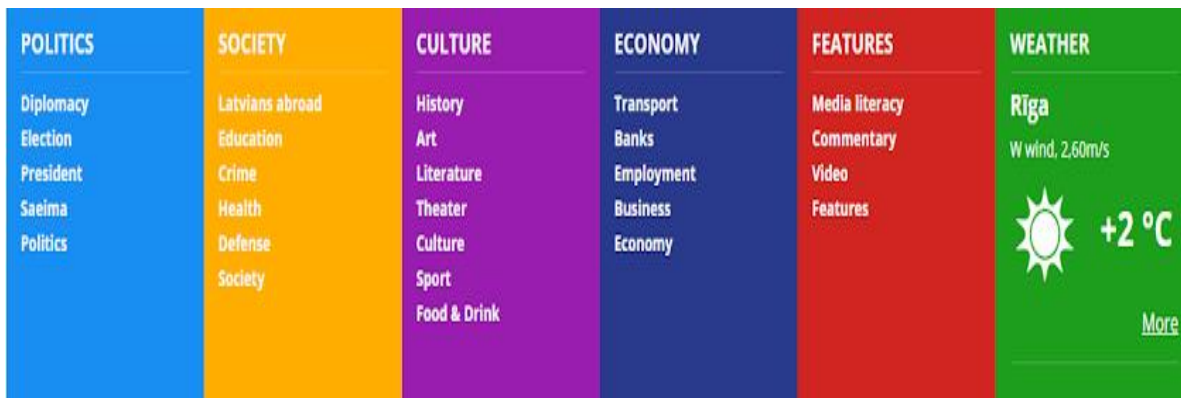 POLITICS
Diplomacy
Election
President
Saeima
Politics
SOCIETY
Latvians abroad
Education
Crime
Health
Defense
Society
CULTURE
History
Art
Literature
Theater
Culture
Sport
Food & Drink
ECONOMY
Transport
Banks
Employment
Business
Economy
FEATURES
Media literacy
Commentary
Video
Features
WEATHER
Rīga
W wind, 2,60m/s
+2 °C
More